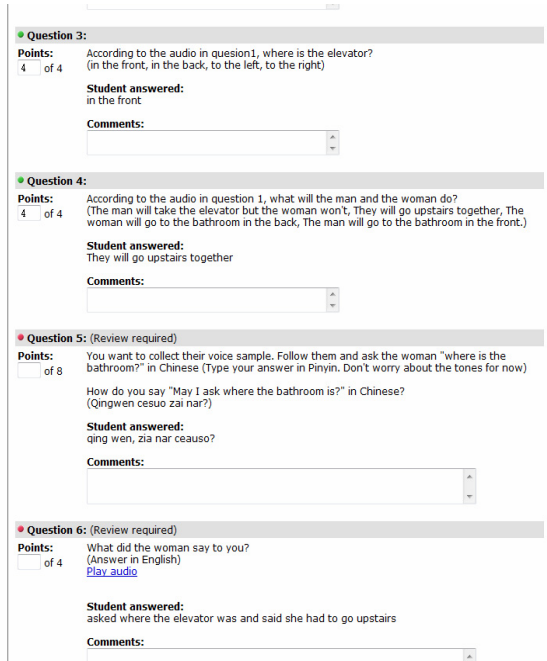 Question 3:
Points:
4 of 4
According to the audio in quesion1, where is the elevator?
(in the front, in the back, to the left, to the right)
Student answered:
in the front
Comments:
Question 4:
Points:
4 of 4
According to the audio in question 1, what will the man and the woman do?
(The man will take the elevator but the woman won't, They will go upstairs together, The
woman will go to the bathroom in the back, The man will go to the bathroom in the front.)
Student answered:
They will go upstairs together
Comments:
Question 5: (Review required)
Points:
of 8
You want to collect their voice sample. Follow them and ask the woman "where is the
bathroom?" in Chinese (Type your answer in Pinyin. Don't worry about the tones for now)
How do you say "May I ask where the bathroom is?" in Chinese?
(Qingwen cesuo zai nar?)
Student answered:
qing wen, zia nar ceauso?
Comments:
Question 6: (Review required)
Points:
of 4
What did the woman say to you?
(Answer in English)
Play audio
Student answered:
asked where the elevator was and said she had to go upstairs
Comments: